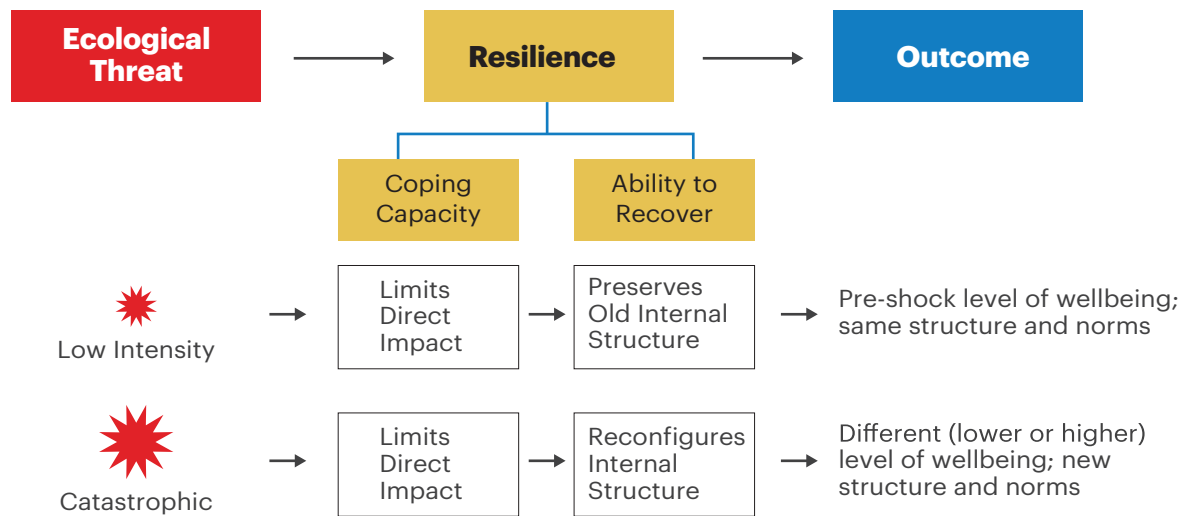 Ecological
Threat
Resilience
Outcome
Coping
Capacity
Ability to
Recover
Low Intensity
Limits
Direct
Impact
Preserves
Old Internal
Structure
Pre-shock level of wellbeing;
same structure and norms
Catastrophic
Limits
Direct
Impact
Reconfigures
Internal
Structure
Different (lower or higher)
level of wellbeing; new
structure and norms